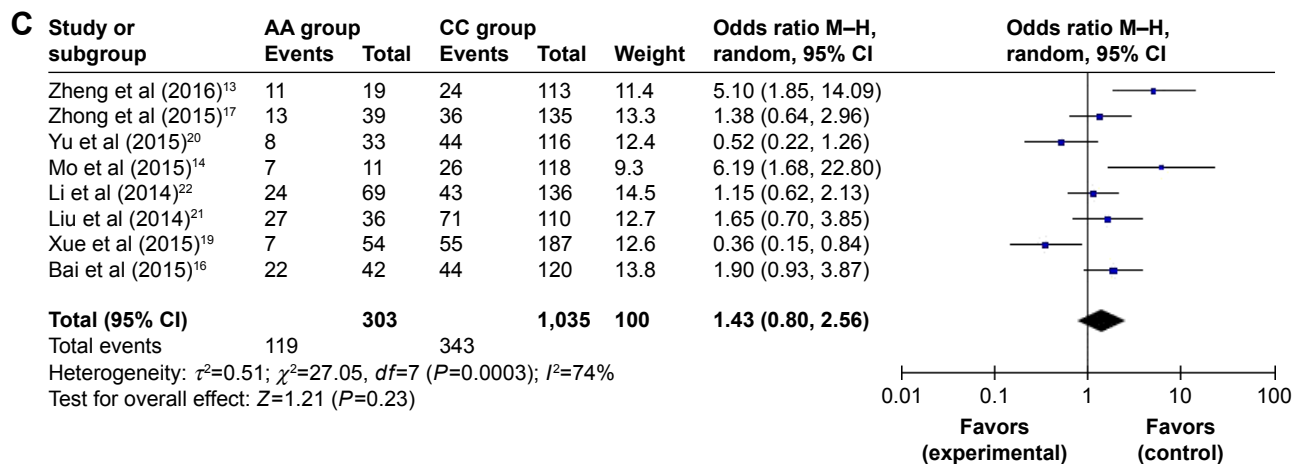 C Study or subgroup AA group Events Total CC group Events Total Weight Odds ratio M–H, random, 95% CI Odds ratio M–H, random, 95% CI
Zheng et al (2016)¹³ 11 19 24 113 11.4 5.10 (1.85, 14.09)
Zhong et al (2015)¹⁷ 13 39 36 135 13.3 1.38 (0.64, 2.96)
Yu et al (2015)²⁰ 8 33 44 116 12.4 0.52 (0.22, 1.26)
Mo et al (2015)¹⁴ 7 11 26 118 9.3 6.19 (1.68, 22.80)
Li et al (2014)²² 24 69 43 136 14.5 1.15 (0.62, 2.13)
Liu et al (2014)²¹ 27 36 71 110 12.7 1.65 (0.70, 3.85)
Xue et al (2015)¹⁹ 7 54 55 187 12.6 0.36 (0.15, 0.84)
Bai et al (2015)¹⁶ 22 42 44 120 13.8 1.90 (0.93, 3.87)
Total (95% CI) 303 1,035 100 1.43 (0.80, 2.56)
Total events 119 343
Heterogeneity: τ²=0.51; χ²=27.05, df=7 (P=0.0003); I²=74%
Test for overall effect: Z=1.21 (P=0.23)
0.01 0.1 1 10 100
Favors (experimental) Favors (control)